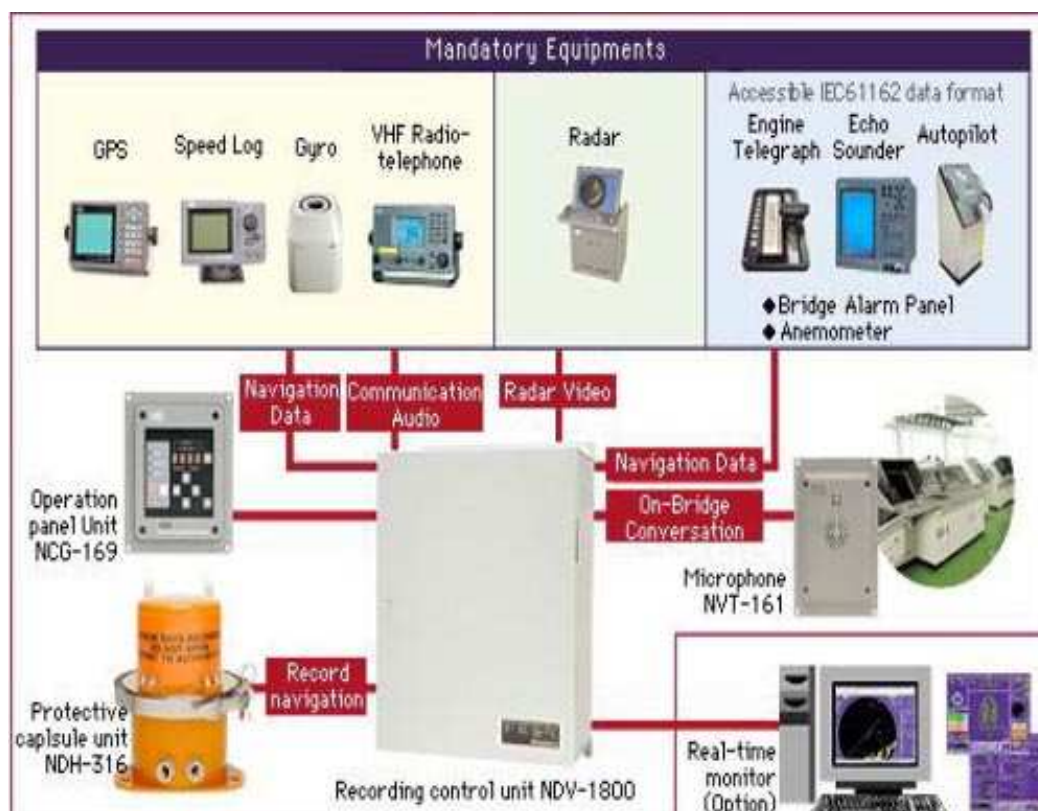 Mandatory Equipments
Accessible IEC61162 data format
GPS
Speed Log
Gyro
VHF Radio-
telephone
Radar
Engine
Telegraph
Echo
Sounder
Autopilot
◆Bridge Alarm Panel
◆Anemometer
Navigation
Data
Communication
Audio
Radar Video
Navigation Data
On-Bridge
Conversation
Operation
panel Unit
NCG-169
Microphone
NVT-161
Record
navigation
Protective
caplsule unit
NDH-316
Recording control unit NDV-1800
Real-time
monitor
(Option)